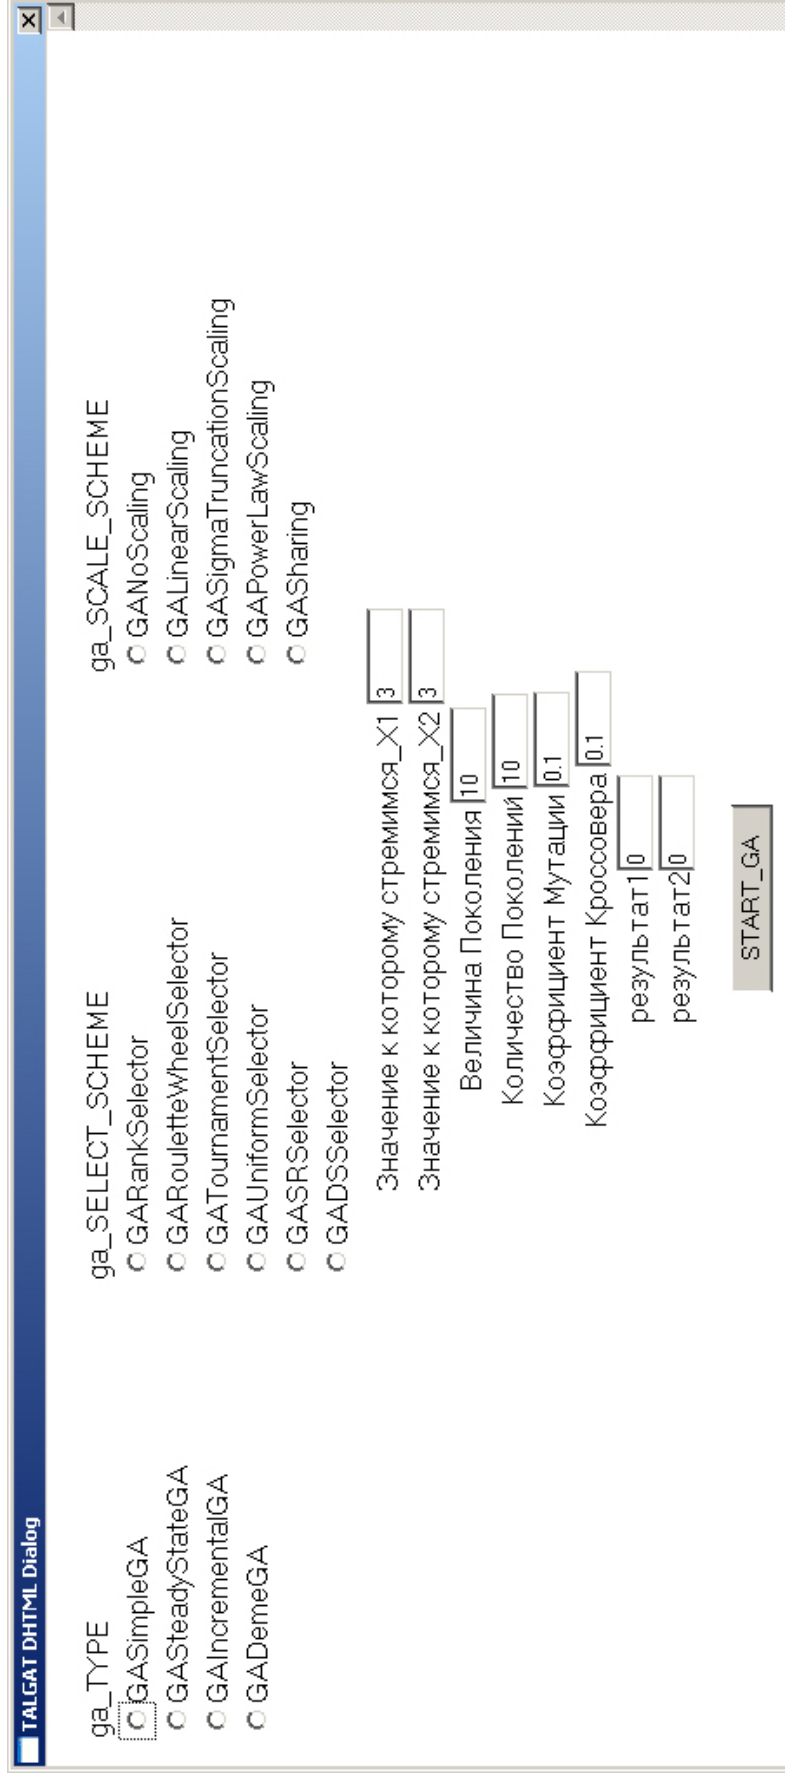 TALGAT DHTML Dialog
ga_TYPE
GASimpleGA
GASteadyStateGA
GAIncrementalGA
GADemeGA
ga_SELECT_SCHEME
GARankSelector
GARouletteWheelSelector
GATournamentSelector
GAUniformSelector
GASRSelector
GADSSelector
ga_SCALE_SCHEME
GANoScaling
GALinearScaling
GASigmaTruncationScaling
GAPowerLawScaling
GASharing
Значение к которому стремимся_X1 3
Значение к которому стремимся_X2 3
Величина Поколения 10
Количество Поколений 10
Коэффициент Мутации 0.1
Коэффициент Кроссовера 0.1
результат1 0
результат2 0
START_GA